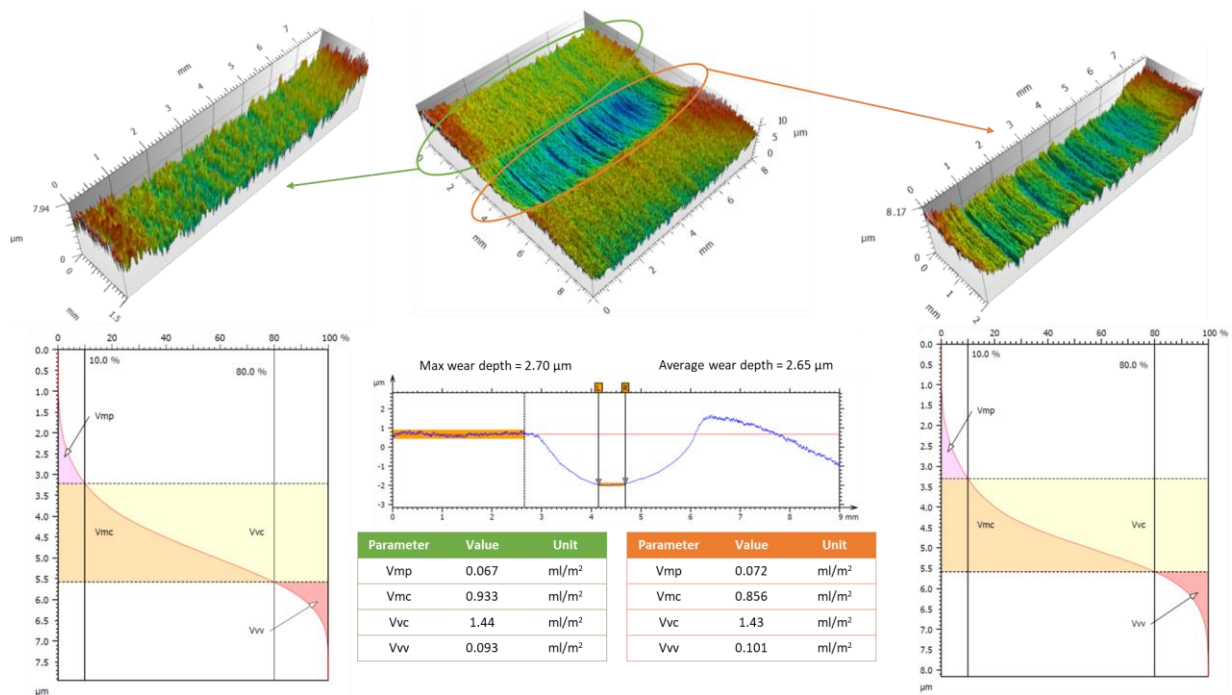 0 1 2 3 4 5 6 7
mm
7.94
µm
0
0
mm
1.5
0 2 4 6 8
mm
0 2 4 6 8
mm
10
µm
5
0
0 1 2 3 4 5 6 7
mm
8.17
µm
0
0
1
mm
2
0 20 40 60 80 100 %
10.0 %
80.0 %
0.0
0.5
1.0
1.5
2.0
2.5
3.0
3.5
4.0
4.5
5.0
5.5
6.0
6.5
7.0
7.5
µm
Vmp
Vmc
Vvc
Vvv
Max wear depth = 2.70 µm
Average wear depth = 2.65 µm
µm
2
1
0
-1
-2
-3
0 1 2 3 4 5 6 7 8 9 mm
Parameter Value Unit
Vmp 0.067 ml/m²
Vmc 0.933 ml/m²
Vvc 1.44 ml/m²
Vvv 0.093 ml/m²
Parameter Value Unit
Vmp 0.072 ml/m²
Vmc 0.856 ml/m²
Vvc 1.43 ml/m²
Vvv 0.101 ml/m²
0 20 40 60 80 100 %
10.0 %
80.0 %
0.0
0.5
1.0
1.5
2.0
2.5
3.0
3.5
4.0
4.5
5.0
5.5
6.0
6.5
7.0
7.5
8.0
µm
Vmp
Vmc
Vvc
Vvv